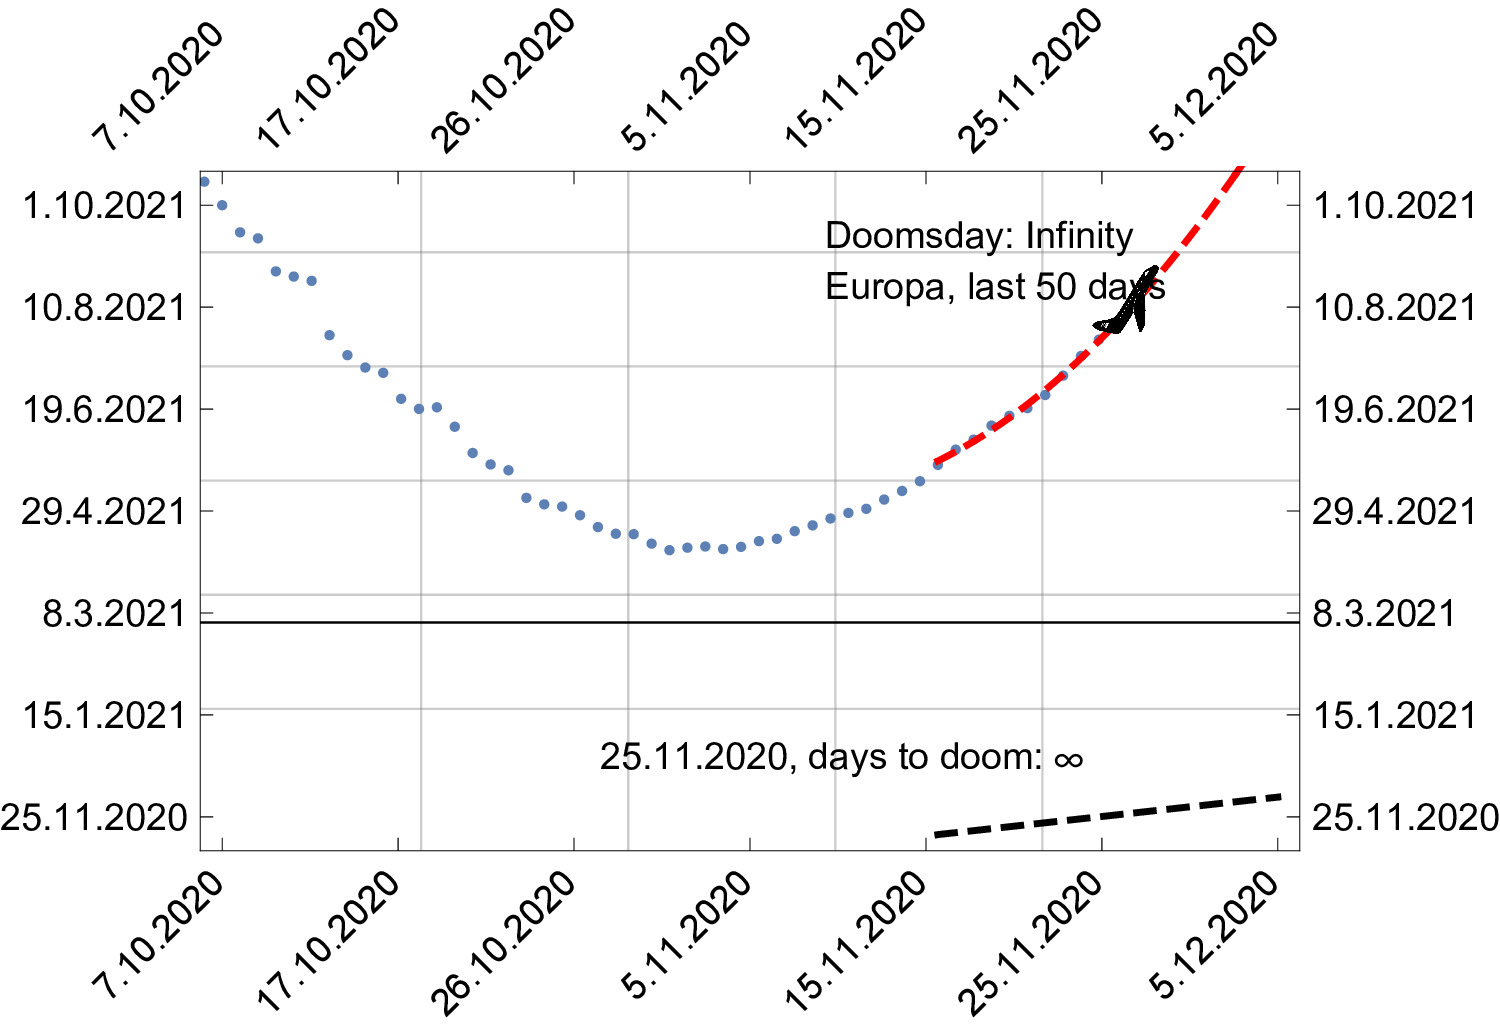 7.10.2020 17.10.2020 26.10.2020 5.11.2020 15.11.2020 25.11.2020 5.12.2020
1.10.2021 1.10.2021
Doomsday: Infinity
Europa, last 50 days
10.8.2021 10.8.2021
19.6.2021 19.6.2021
29.4.2021 29.4.2021
8.3.2021 8.3.2021
15.1.2021 15.1.2021
25.11.2020, days to doom: ∞
25.11.2020 25.11.2020
7.10.2020 17.10.2020 26.10.2020 5.11.2020 15.11.2020 25.11.2020 5.12.2020